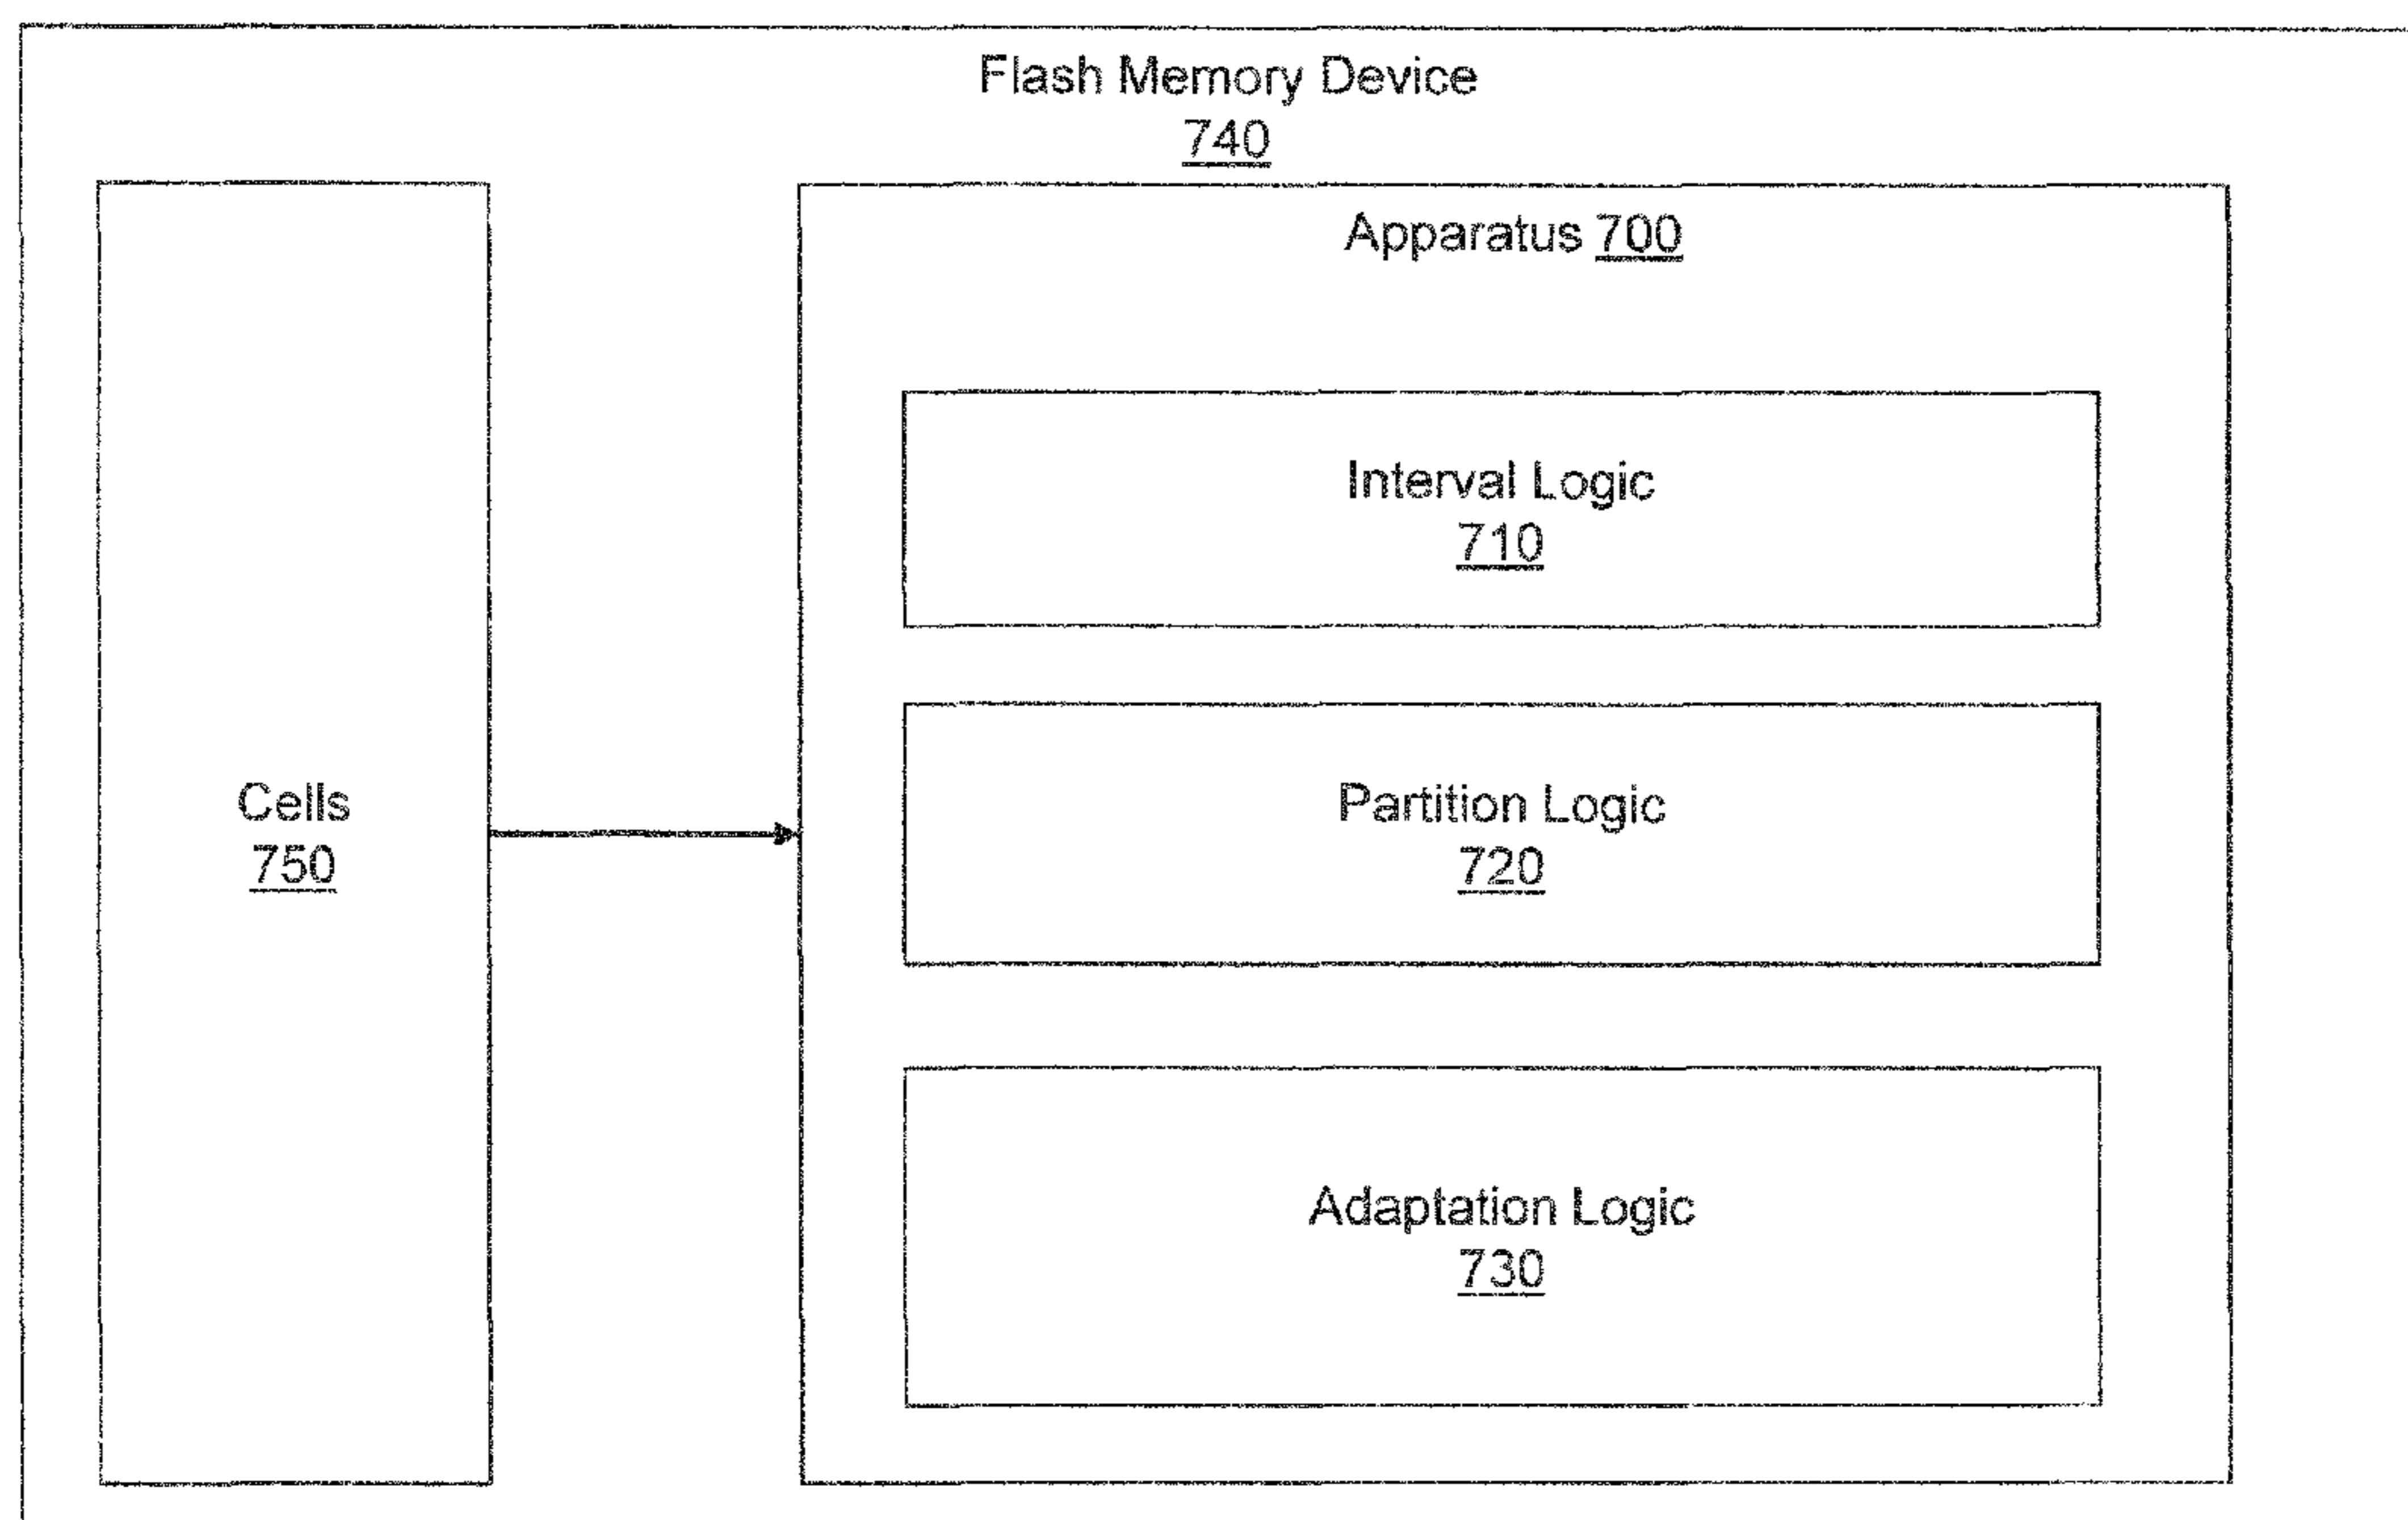 Flash Memory Device
740
Apparatus 700
Interval Logic
710
Partition Logic
720
Cells
750
Adaptation Logic
730